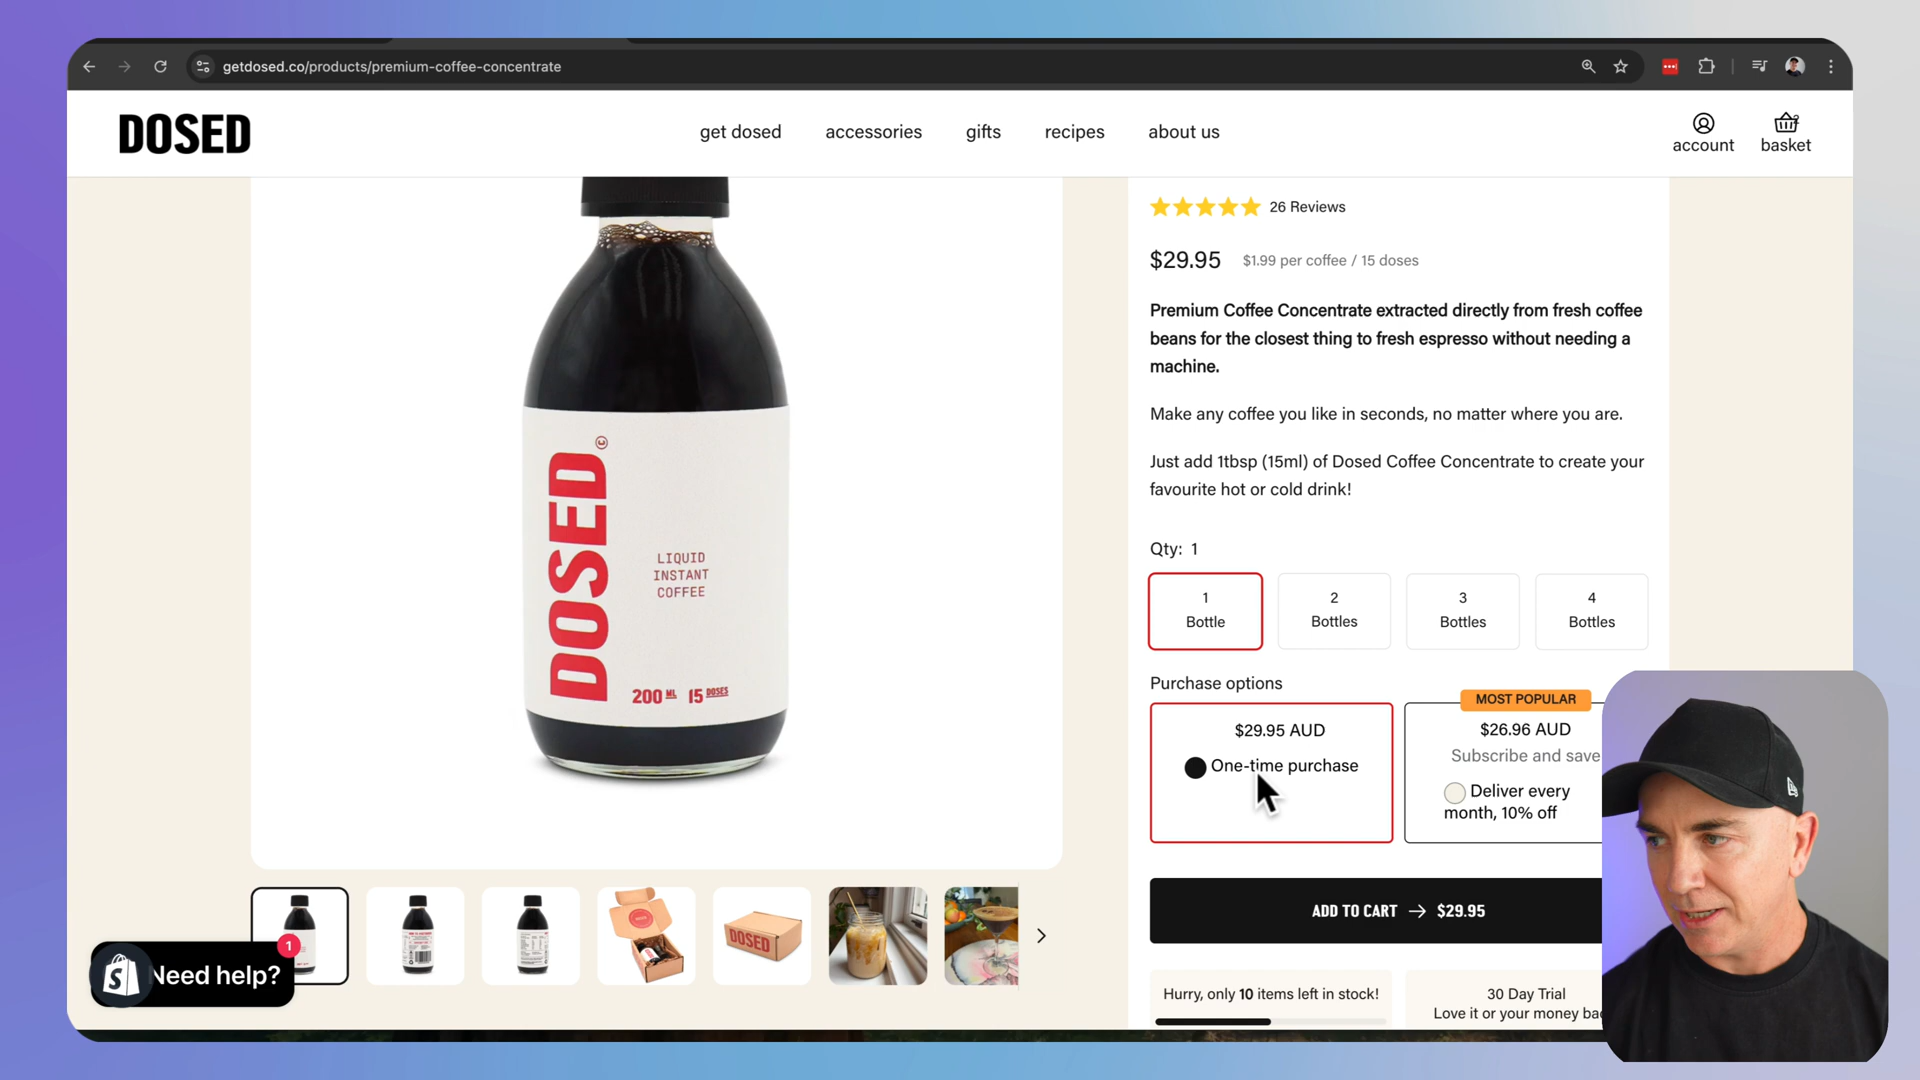 getdosed.co/products/premium-coffee-concentrate
DOSED
get dosed
accessories
gifts
recipes
about us
account
basket
26 Reviews
$29.95
$1.99 per coffee / 15 doses
Premium Coffee Concentrate extracted directly from fresh coffee
beans for the closest thing to fresh espresso without needing a
machine.
Make any coffee you like in seconds, no matter where you are.
Just add 1tbsp (15ml) of Dosed Coffee Concentrate to create your
favourite hot or cold drink!
DOSED
LIQUID
INSTANT
COFFEE
200 ML 15 DOSES
Qty: 1
1
Bottle
2
Bottles
3
Bottles
4
Bottles
Purchase options
$29.95 AUD
One-time purchase
MOST POPULAR
$26.96 AUD
Subscribe and save
Deliver every
month, 10% off
ADD TO CART → $29.95
DOSED
1
Need help?
Hurry, only 10 items left in stock!
30 Day Trial
Love it or your money